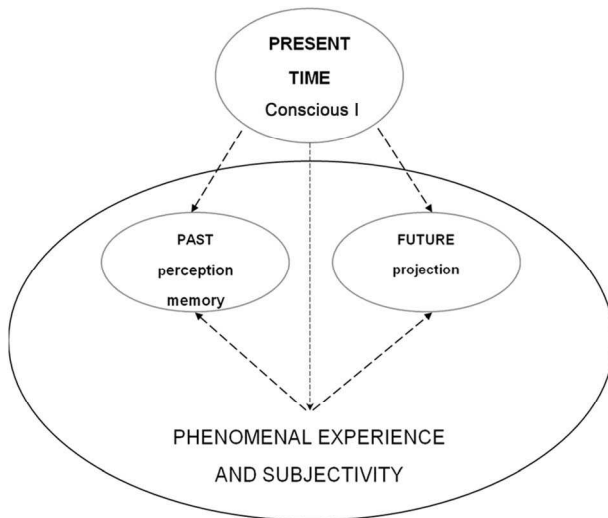 PRESENT
TIME
Conscious I
PAST
perception
memory
FUTURE
projection
PHENOMENAL EXPERIENCE
AND SUBJECTIVITY